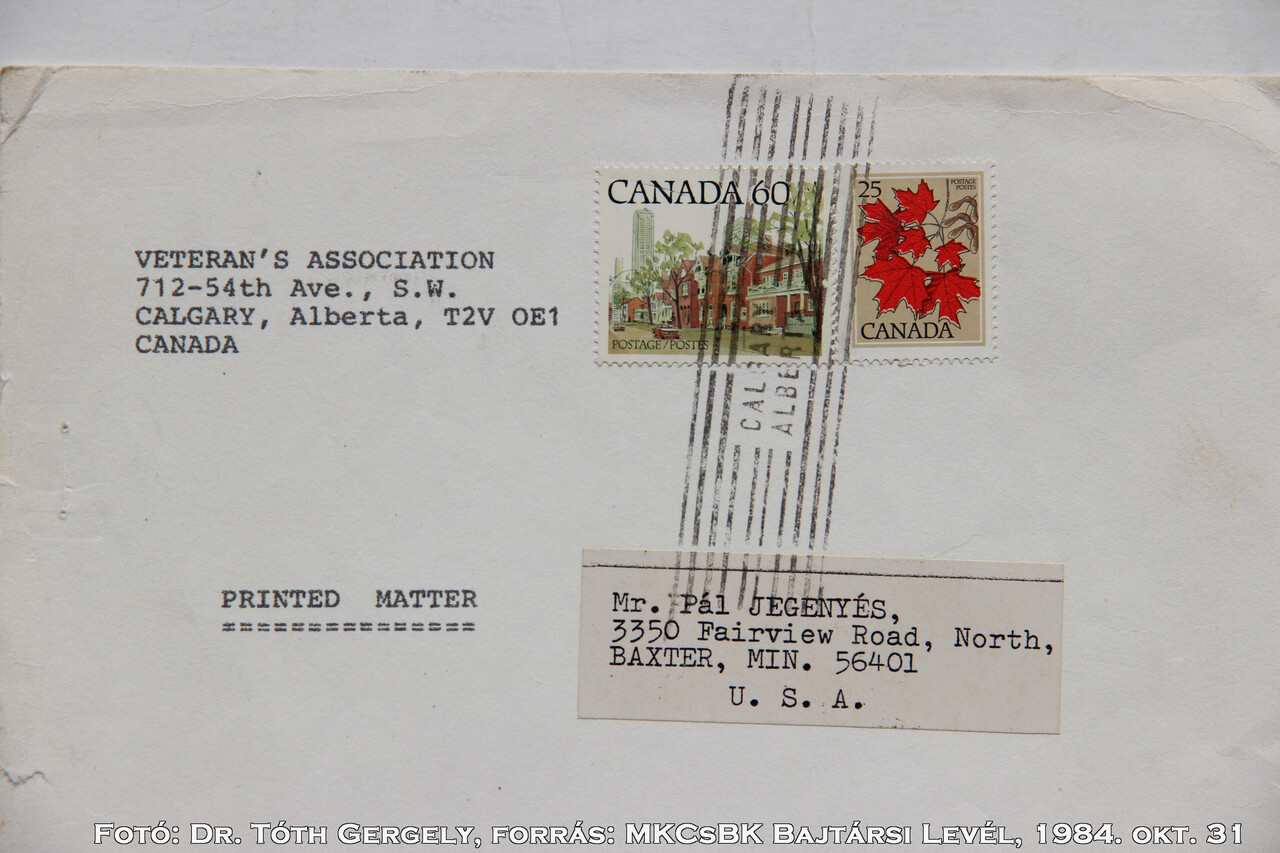 VETERAN'S ASSOCIATION
712-54th Ave., S.W.
CALGARY, Alberta, T2V OE1
CANADA
CANADA 60
POSTAGE/POSTES
25
POSTAGE
POSTES
CANADA
CALGARY
ALBERTA
PRINTED MATTER
===============
Mr. Pál JEGENYÉS,
3350 Fairview Road, North,
BAXTER, MIN. 56401
U. S. A.
Fotó: Dr. Tóth Gergely, forrás: MKCsBK Bajtársi Levél, 1984. okt. 31